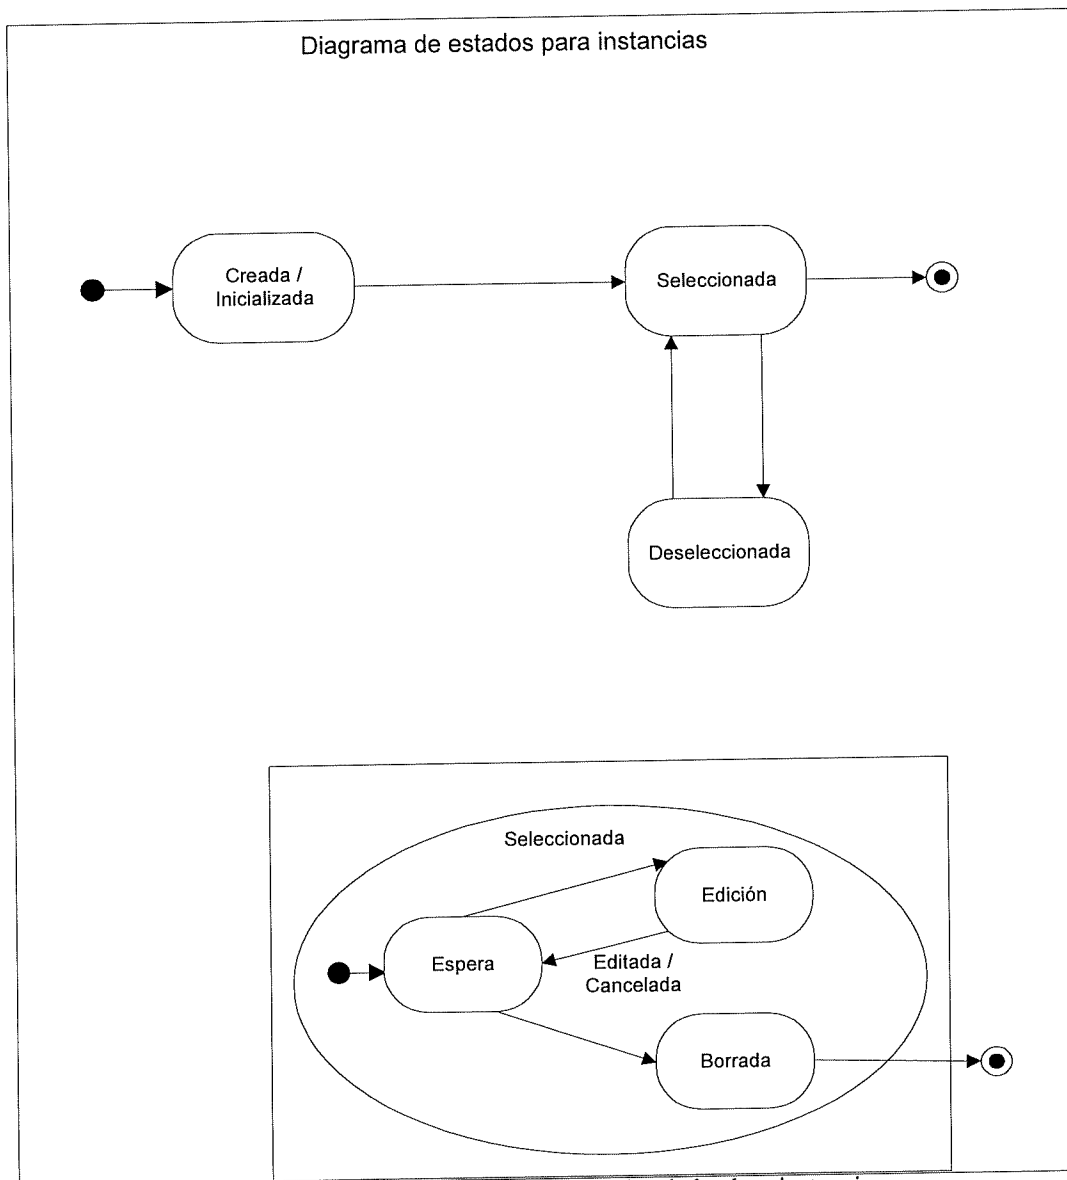 Diagrama de estados para instancias
Creada /
Inicializada
Seleccionada
Deseleccionada
Seleccionada
Edición
Espera
Editada /
Cancelada
Borrada